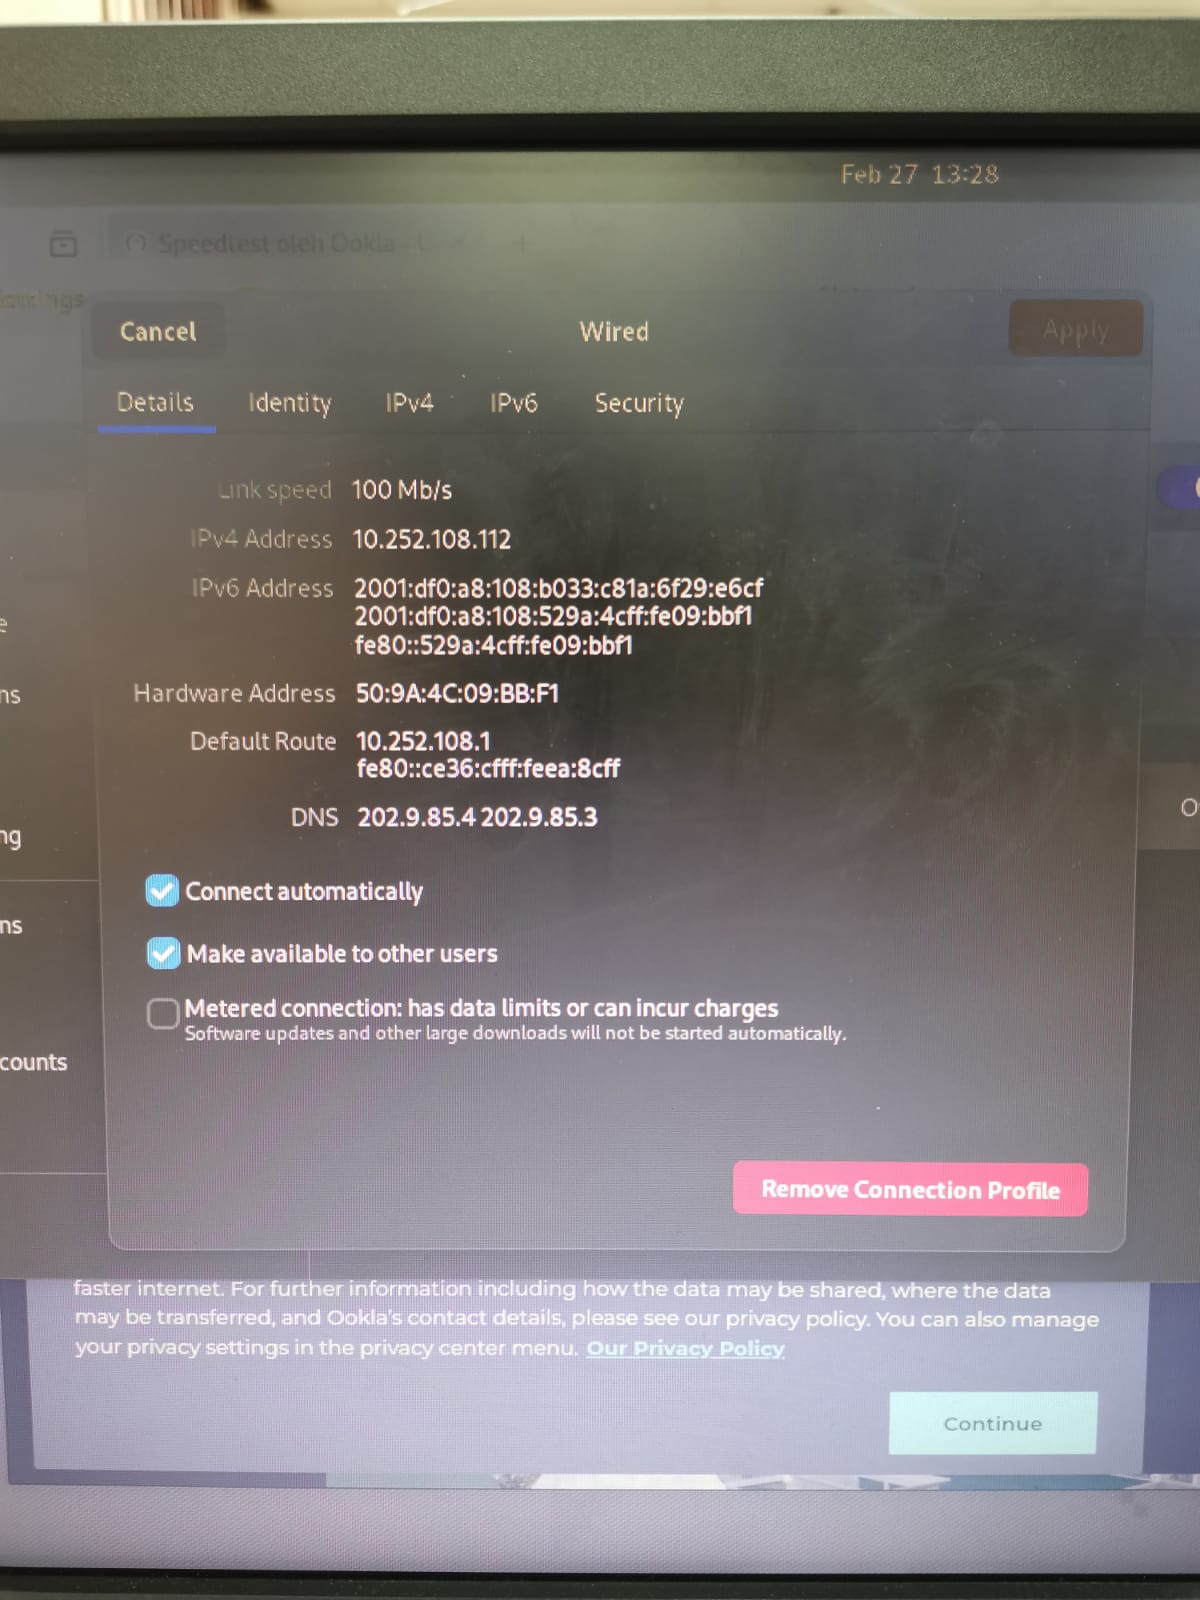 Feb 27 13:28
Speedtest oleh Ookla
Cancel
Wired
Apply
Details
Identity
IPv4
IPv6
Security
Link speed 100 Mb/s
IPv4 Address 10.252.108.112
IPv6 Address 2001:df0:a8:108:b033:c81a:6f29:e6cf
2001:df0:a8:108:529a:4cff:fe09:bbf1
fe80::529a:4cff:fe09:bbf1
Hardware Address 50:9A:4C:09:BB:F1
Default Route 10.252.108.1
fe80::ce36:cfff:feea:8cff
DNS 202.9.85.4 202.9.85.3
Connect automatically
Make available to other users
Metered connection: has data limits or can incur charges
Software updates and other large downloads will not be started automatically.
counts
Remove Connection Profile
faster internet. For further information including how the data may be shared, where the data
may be transferred, and Ookla's contact details, please see our privacy policy. You can also manage
your privacy settings in the privacy center menu. Our Privacy Policy
Continue